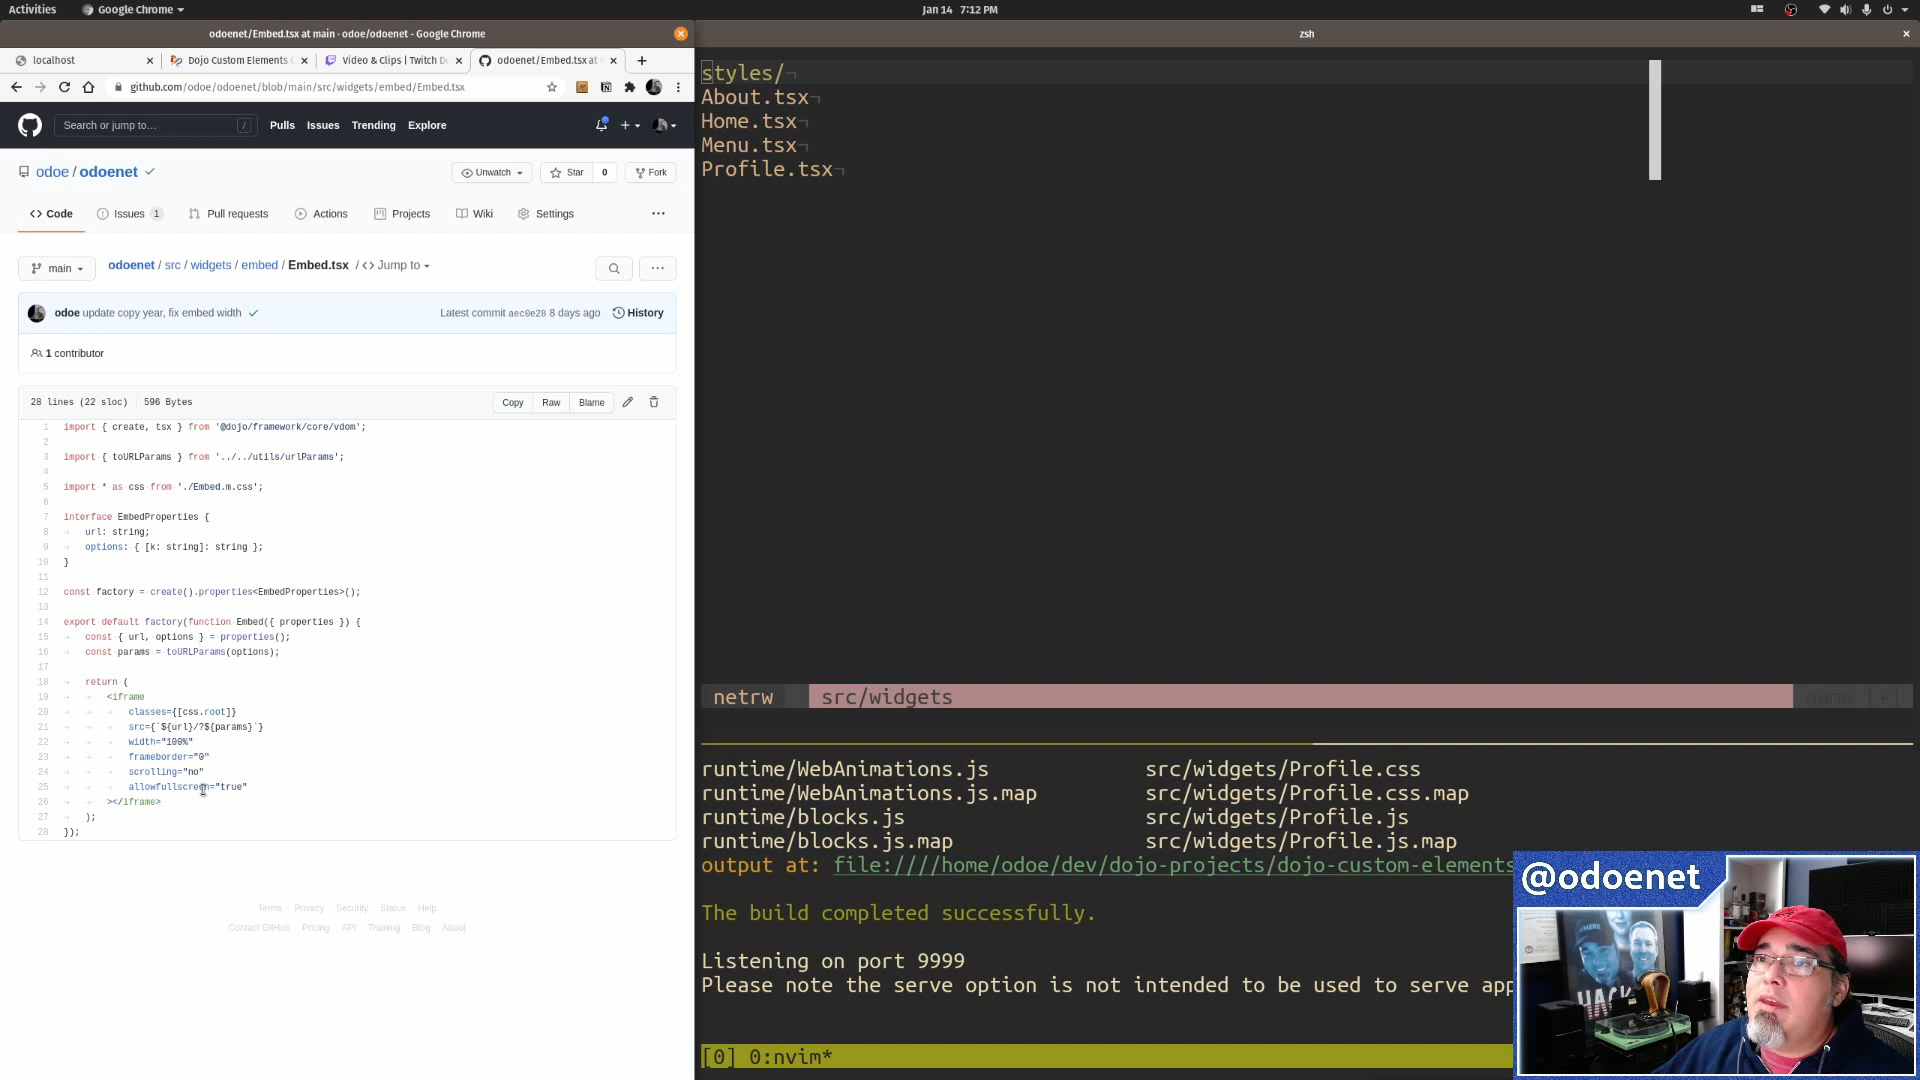 Activities
Google Chrome
Jan 14 7:12 PM
odoenet/Embed.tsx at main · odoe/odoenet - Google Chrome
localhost
Dojo Custom Elements
Video & Clips | Twitch D
odoenet/Embed.tsx at
github.com/odoe/odoenet/blob/main/src/widgets/embed/Embed.tsx
Search or jump to… /
Pulls
Issues
Trending
Explore
odoe / odoenet
Unwatch
Star 0
Fork
Code
Issues 1
Pull requests
Actions
Projects
Wiki
Settings
main
odoenet / src / widgets / embed / Embed.tsx / <> Jump to
odoe update copy year, fix embed width
Latest commit aec0e28 8 days ago
History
1 contributor
28 lines (22 sloc) 596 Bytes
Copy
Raw
Blame
1 import { create, tsx } from '@dojo/framework/core/vdom';
2
3 import { toURLParams } from '../../utils/urlParams';
4
5 import * as css from './Embed.m.css';
6
7 interface EmbedProperties {
8 url: string;
9 options: { [k: string]: string };
10 }
11
12 const factory = create().properties<EmbedProperties>();
13
14 export default factory(function Embed({ properties }) {
15 const { url, options } = properties();
16 const params = toURLParams(options);
17
18 return (
19 <iframe
20 classes={[css.root]}
21 src={`${url}/?${params}`}
22 width="100%"
23 frameborder="0"
24 scrolling="no"
25 allowfullscreen="true"
26 ></iframe>
27 );
28 });
Terms Privacy Security Status Help
Contact GitHub Pricing API Training Blog About
zsh
styles/¬
About.tsx¬
Home.tsx¬
Menu.tsx¬
Profile.tsx¬
netrw src/widgets
runtime/WebAnimations.js src/widgets/Profile.css
runtime/WebAnimations.js.map src/widgets/Profile.css.map
runtime/blocks.js src/widgets/Profile.js
runtime/blocks.js.map src/widgets/Profile.js.map
output at: file:////home/odoe/dev/dojo-projects/dojo-custom-elements
The build completed successfully.
Listening on port 9999
Please note the serve option is not intended to be used to serve app
[0] 0:nvim*
@odoenet
HACK